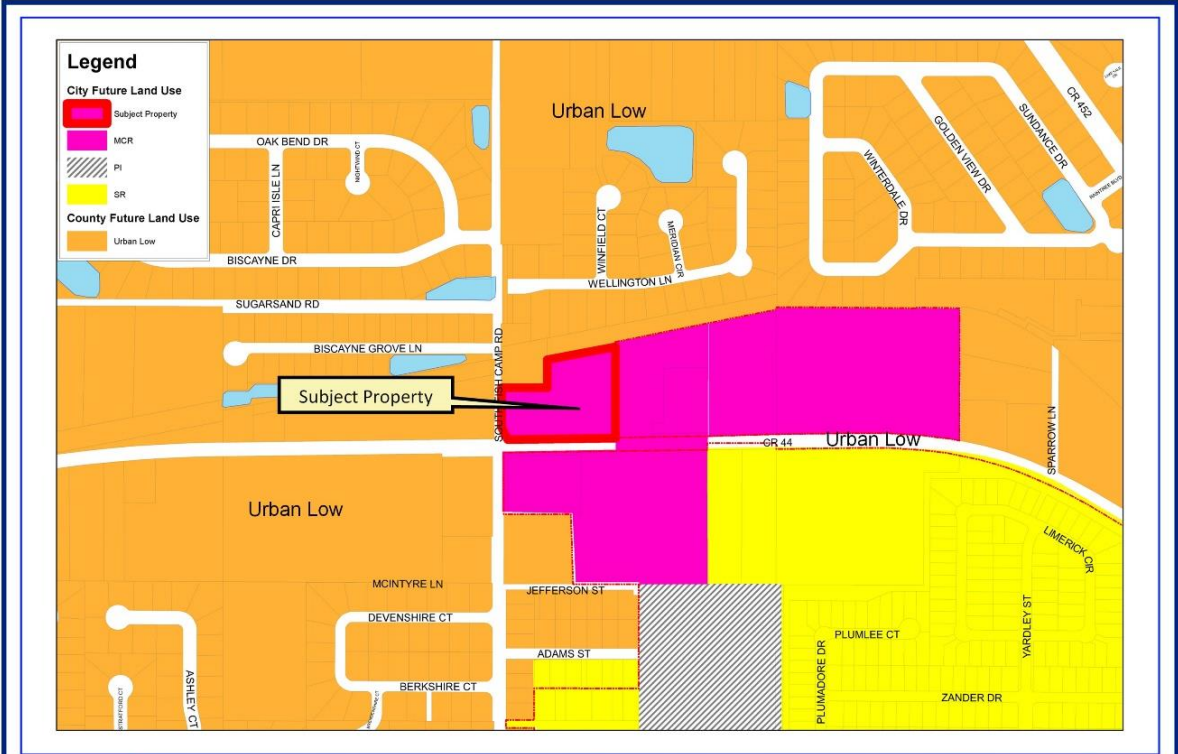 Legend
City Future Land Use
Subject Property
MCR
PI
SR
County Future Land Use
Urban Low
Urban Low
CR 452
SUNDANCE DR
GOLDEN VIEW DR
WINTERDALE DR
OAK BEND DR
NIGHTWIND CT
CAPRI ISLE LN
WINFIELD CT
MERIDIAN CIR
BISCAYNE DR
WELLINGTON LN
SUGARSAND RD
BISCAYNE GROVE LN
Subject Property
SPARROW LN
CR 44
Urban Low
Urban Low
LIMERICK CIR
MCINTYRE LN
JEFFERSON ST
DEVENSHIRE CT
YARDLEY ST
PLUMLEE CT
ADAMS ST
PLUMADORE DR
BERKSHIRE CT
ZANDER DR
ASHLEY CT
STRATFORD CT